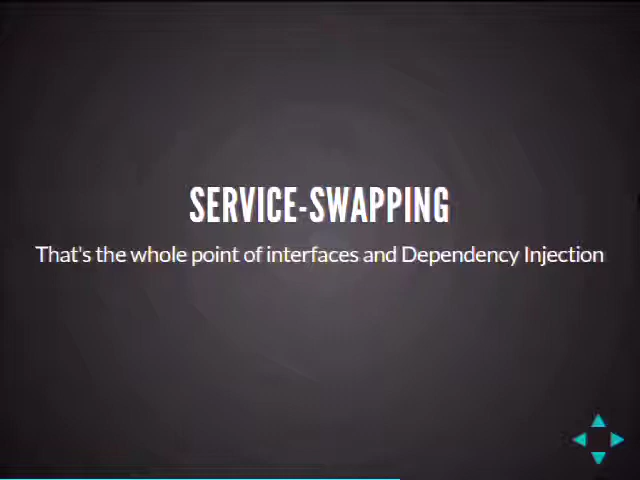 SERVICE-SWAPPING
That's the whole point of interfaces and Dependency Injection